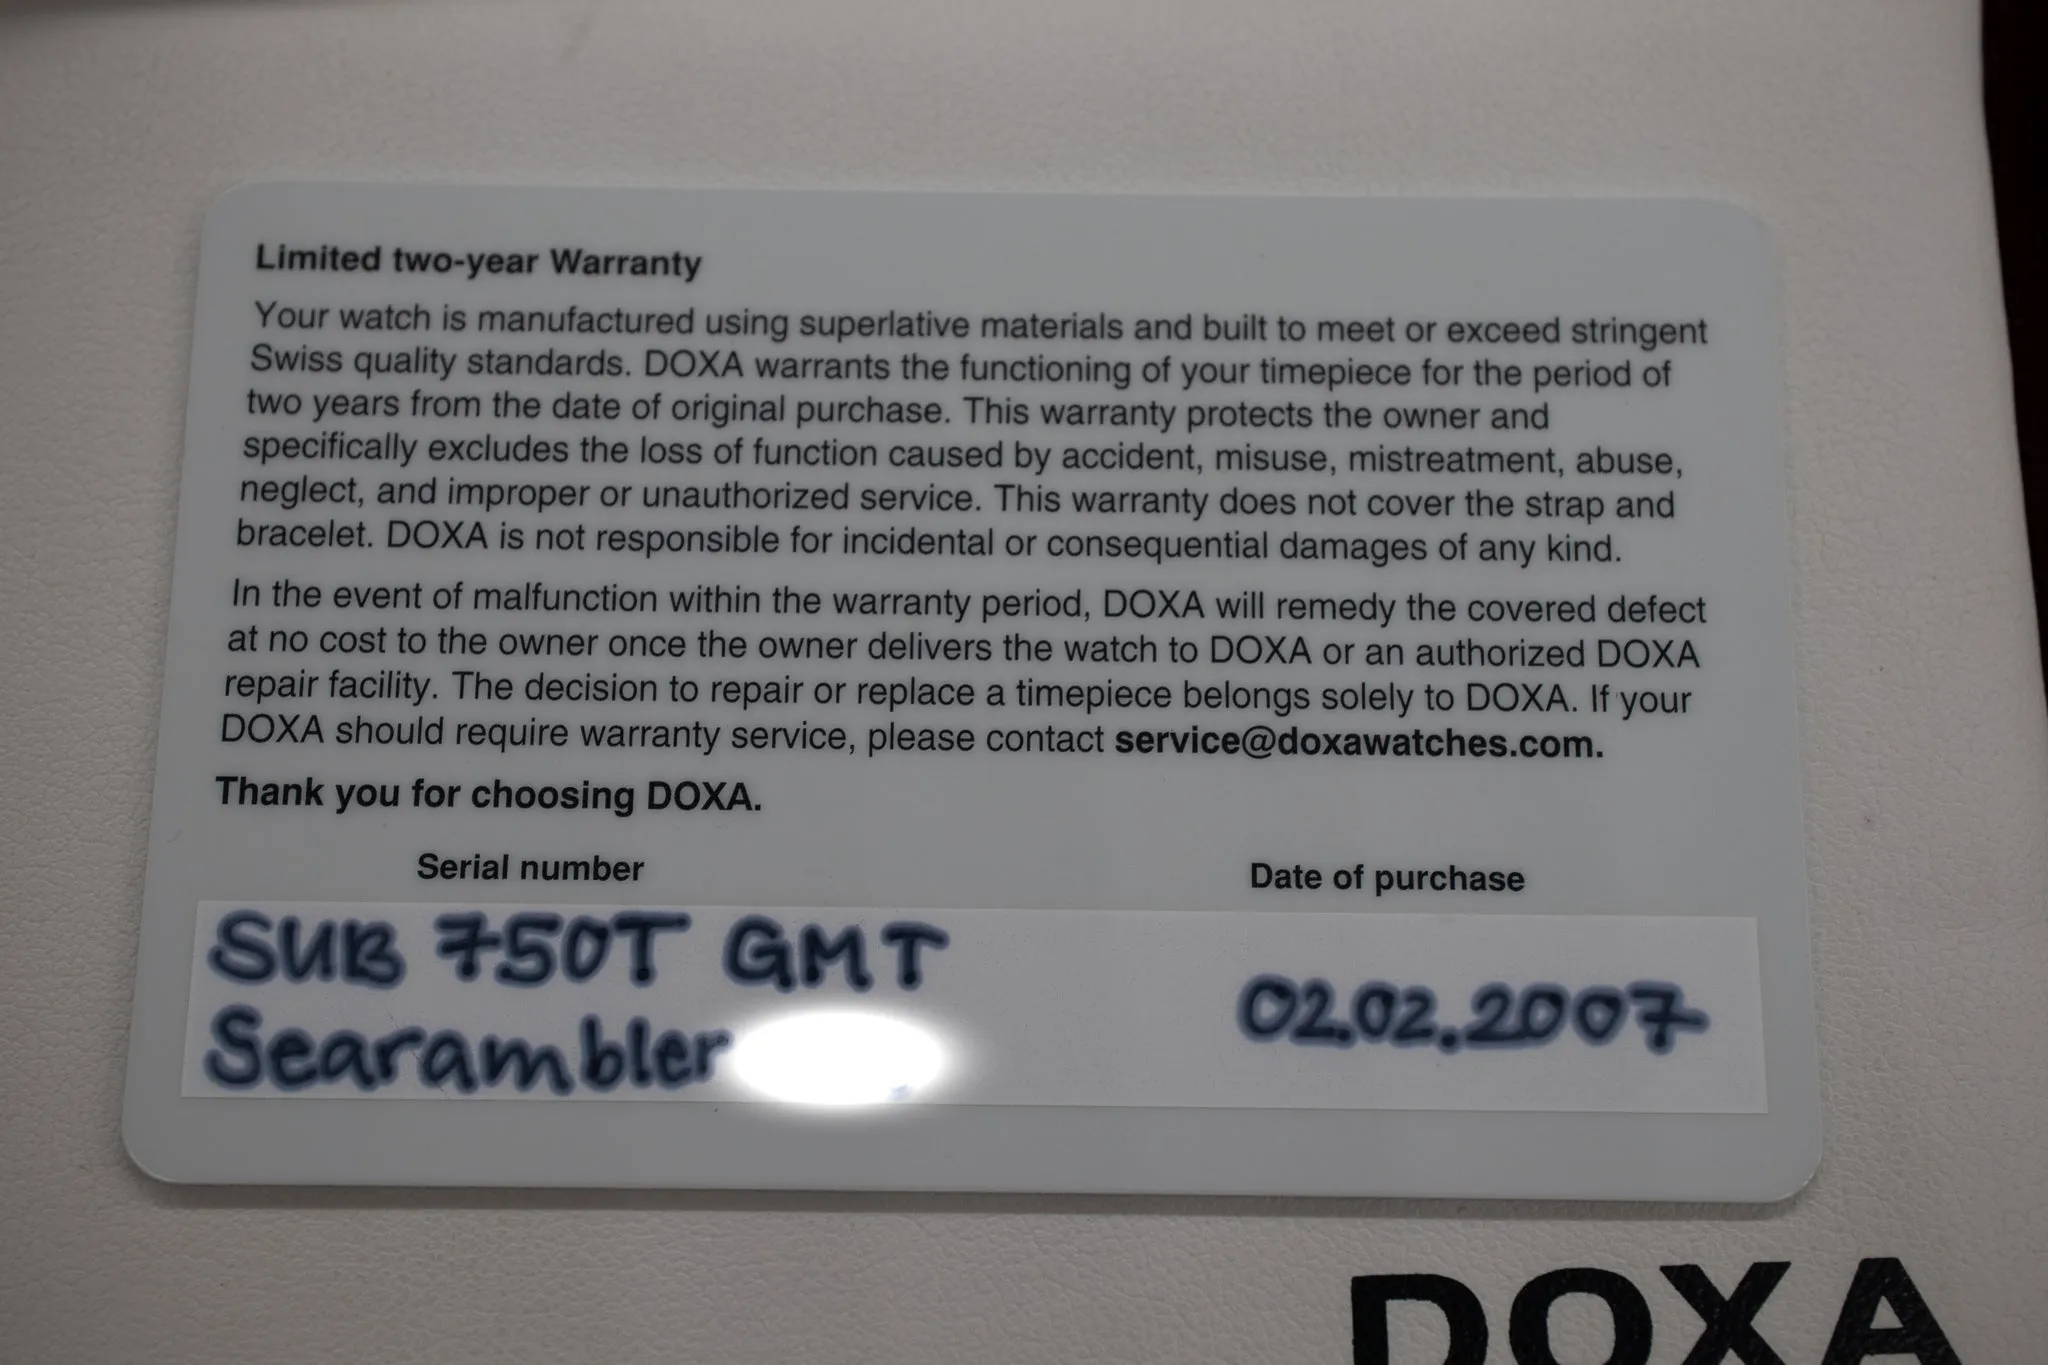 Limited two-year Warranty
Your watch is manufactured using superlative materials and built to meet or exceed stringent
Swiss quality standards. DOXA warrants the functioning of your timepiece for the period of
two years from the date of original purchase. This warranty protects the owner and
specifically excludes the loss of function caused by accident, misuse, mistreatment, abuse,
neglect, and improper or unauthorized service. This warranty does not cover the strap and
bracelet. DOXA is not responsible for incidental or consequential damages of any kind.
In the event of malfunction within the warranty period, DOXA will remedy the covered defect
at no cost to the owner once the owner delivers the watch to DOXA or an authorized DOXA
repair facility. The decision to repair or replace a timepiece belongs solely to DOXA. If your
DOXA should require warranty service, please contact service@doxawatches.com.
Thank you for choosing DOXA.
Serial number Date of purchase
SUB 750T GMT
Searambler 02.02.2007
DOXA